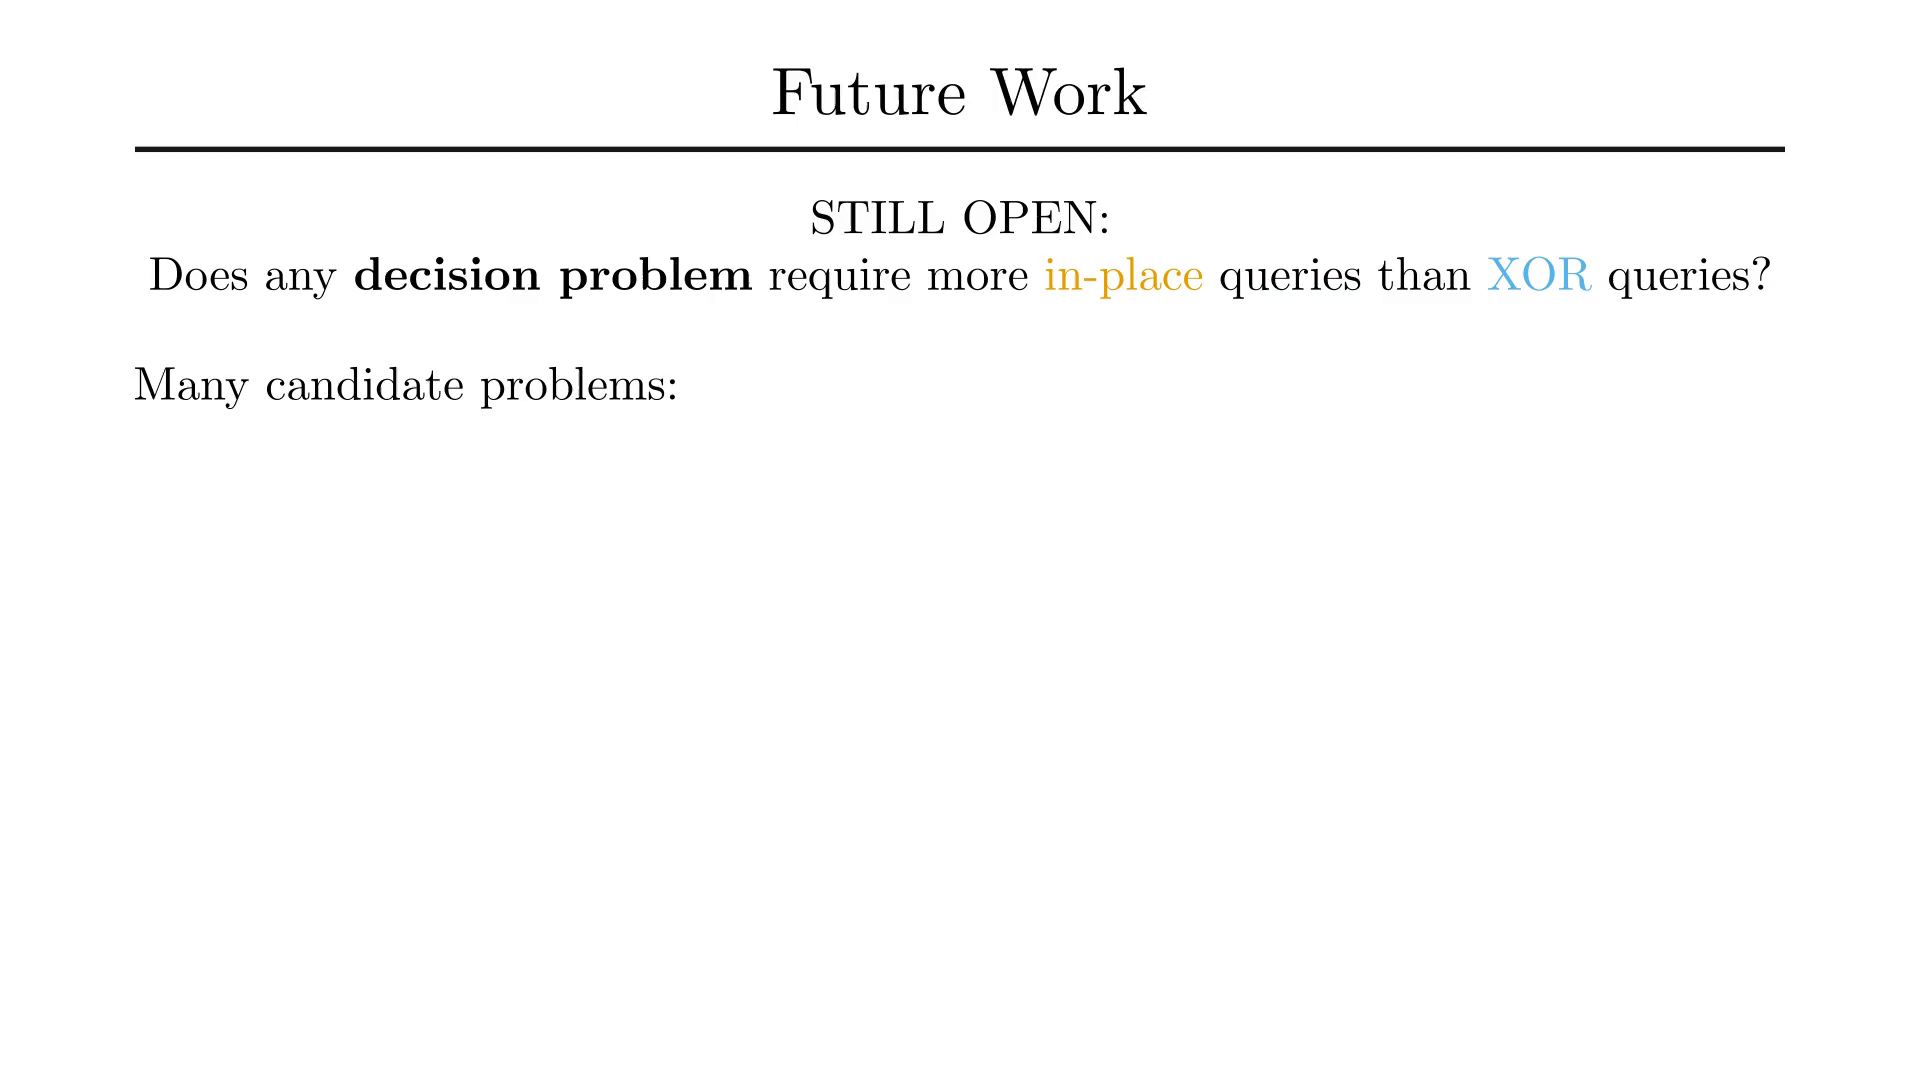 Future Work
STILL OPEN:
Does any decision problem require more in-place queries than XOR queries?
Many candidate problems: